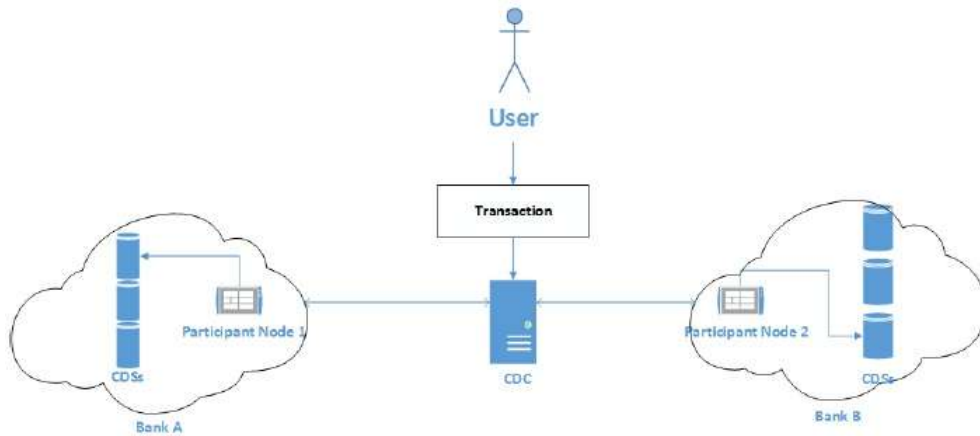 User
Transaction
Participant Node 1
Participant Node 2
CDSs
CDC
CDSs
Bank A
Bank B